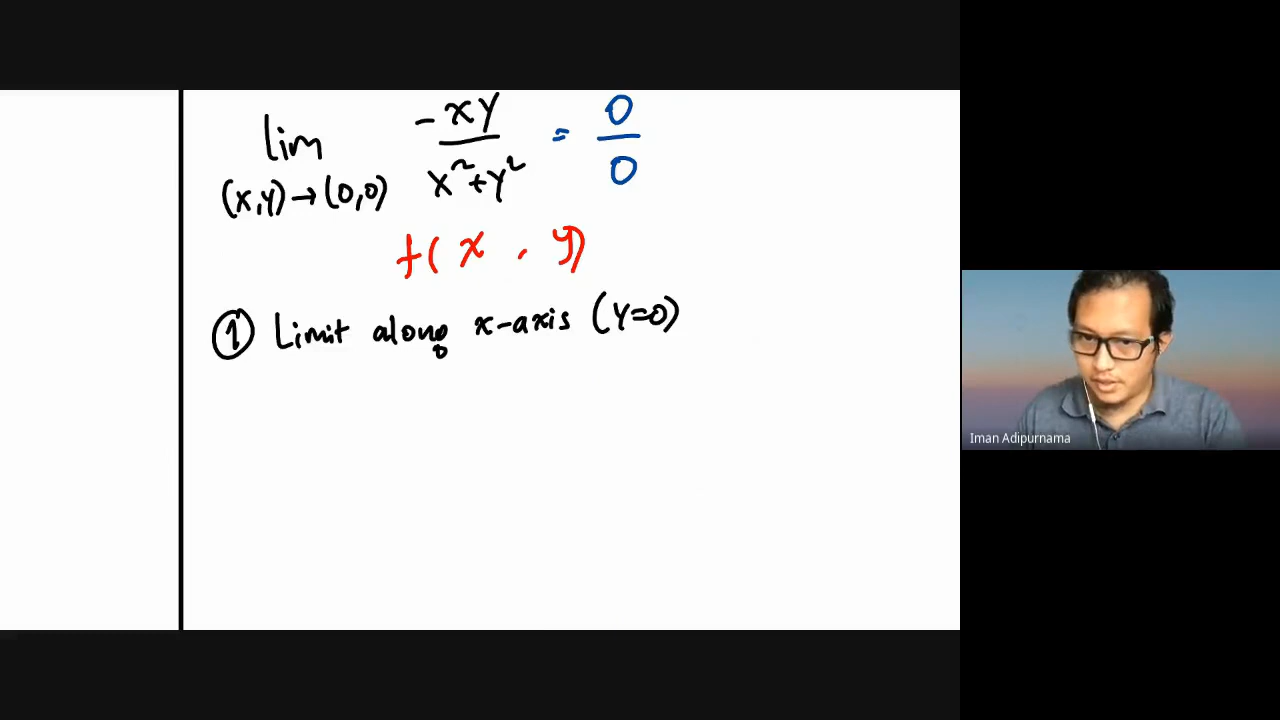 lim (x,y)→(0,0) -xy / x²+y² = 0/0
f(x, y)
① Limit along x-axis (y=0)
Iman Adipurnama